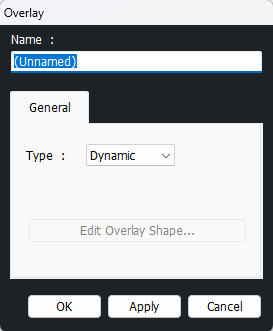 Overlay
Name :
(Unnamed)
General
Type : Dynamic
Edit Overlay Shape...
OK Apply Cancel